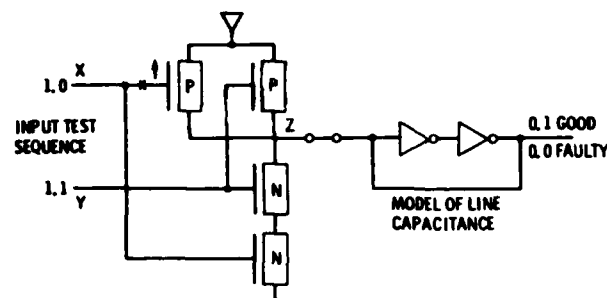 X
1,0
P
P
INPUT TEST
SEQUENCE
Z
0,1 GOOD
0,0 FAULTY
1,1
Y
N
MODEL OF LINE
CAPACITANCE
N